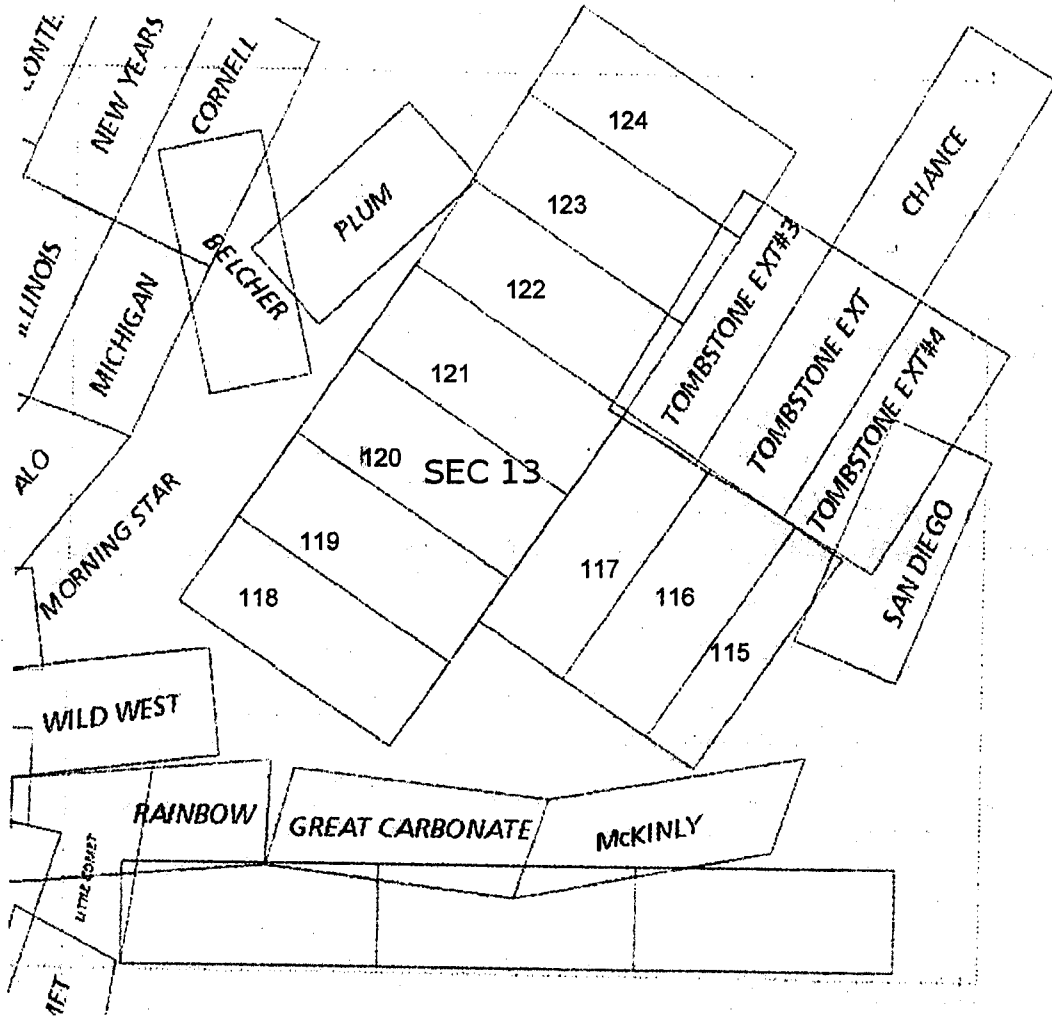 NEW YEARS
CORNELL
124
CHANCE
123
PLUM
BELCHER
TOMBSTONE EXT#3
122
MICHIGAN
TOMBSTONE EXT
121
TOMBSTONE EXT#4
120
SEC 13
ALO
MORNING STAR
119
117
SAN DIEGO
118
116
115
WILD WEST
RAINBOW
GREAT CARBONATE
McKINLY
LITTLE COMET